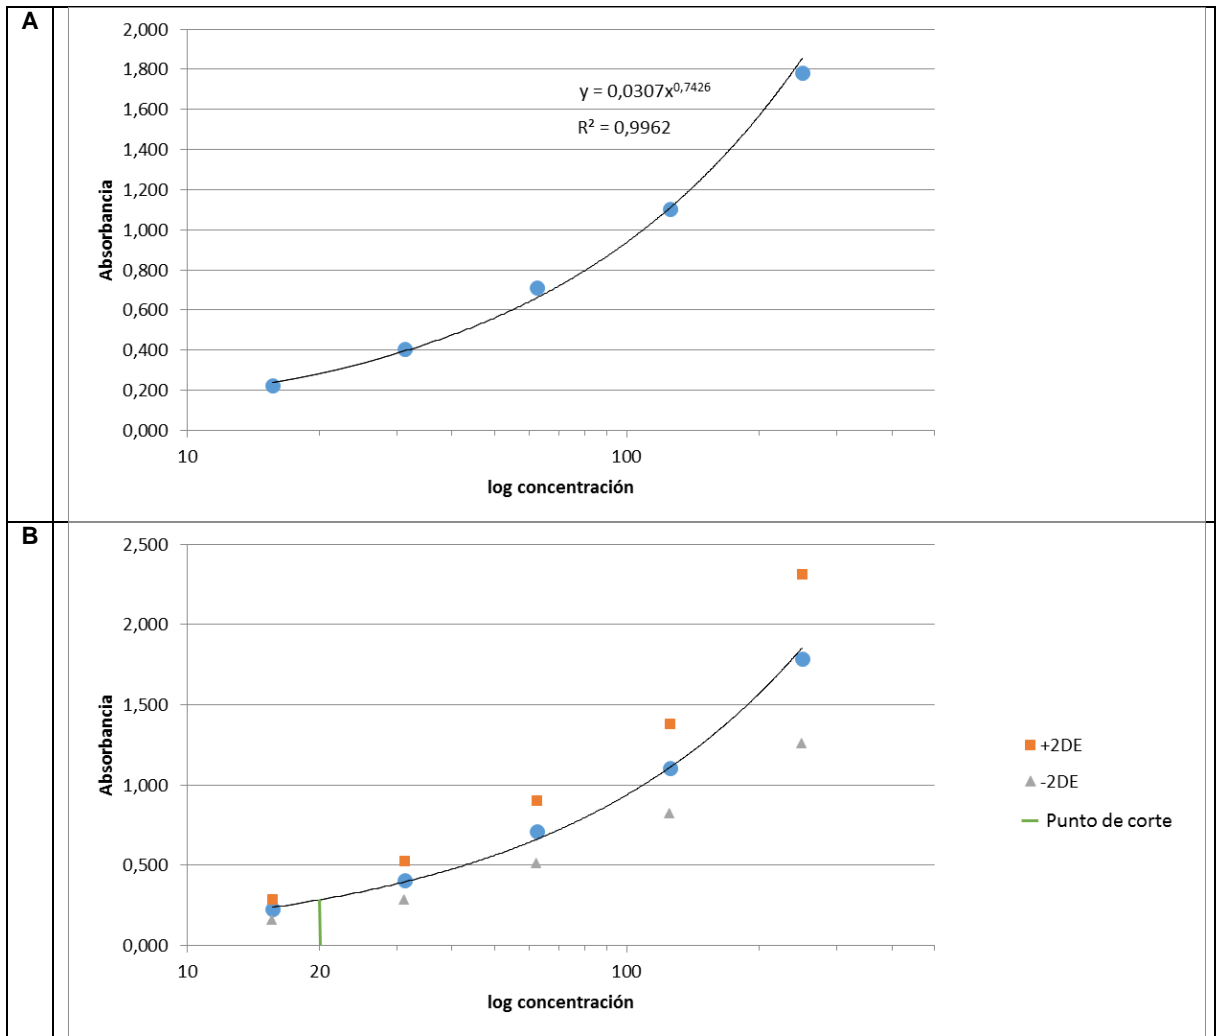 A
2,000
1,800
1,600
1,400
1,200
1,000
0,800
0,600
0,400
0,200
0,000
Absorbancia
y = 0,0307x^0,7426
R² = 0,9962
10
100
log concentración
B
2,500
2,000
1,500
1,000
0,500
0,000
Absorbancia
+2DE
-2DE
Punto de corte
10
20
100
log concentración